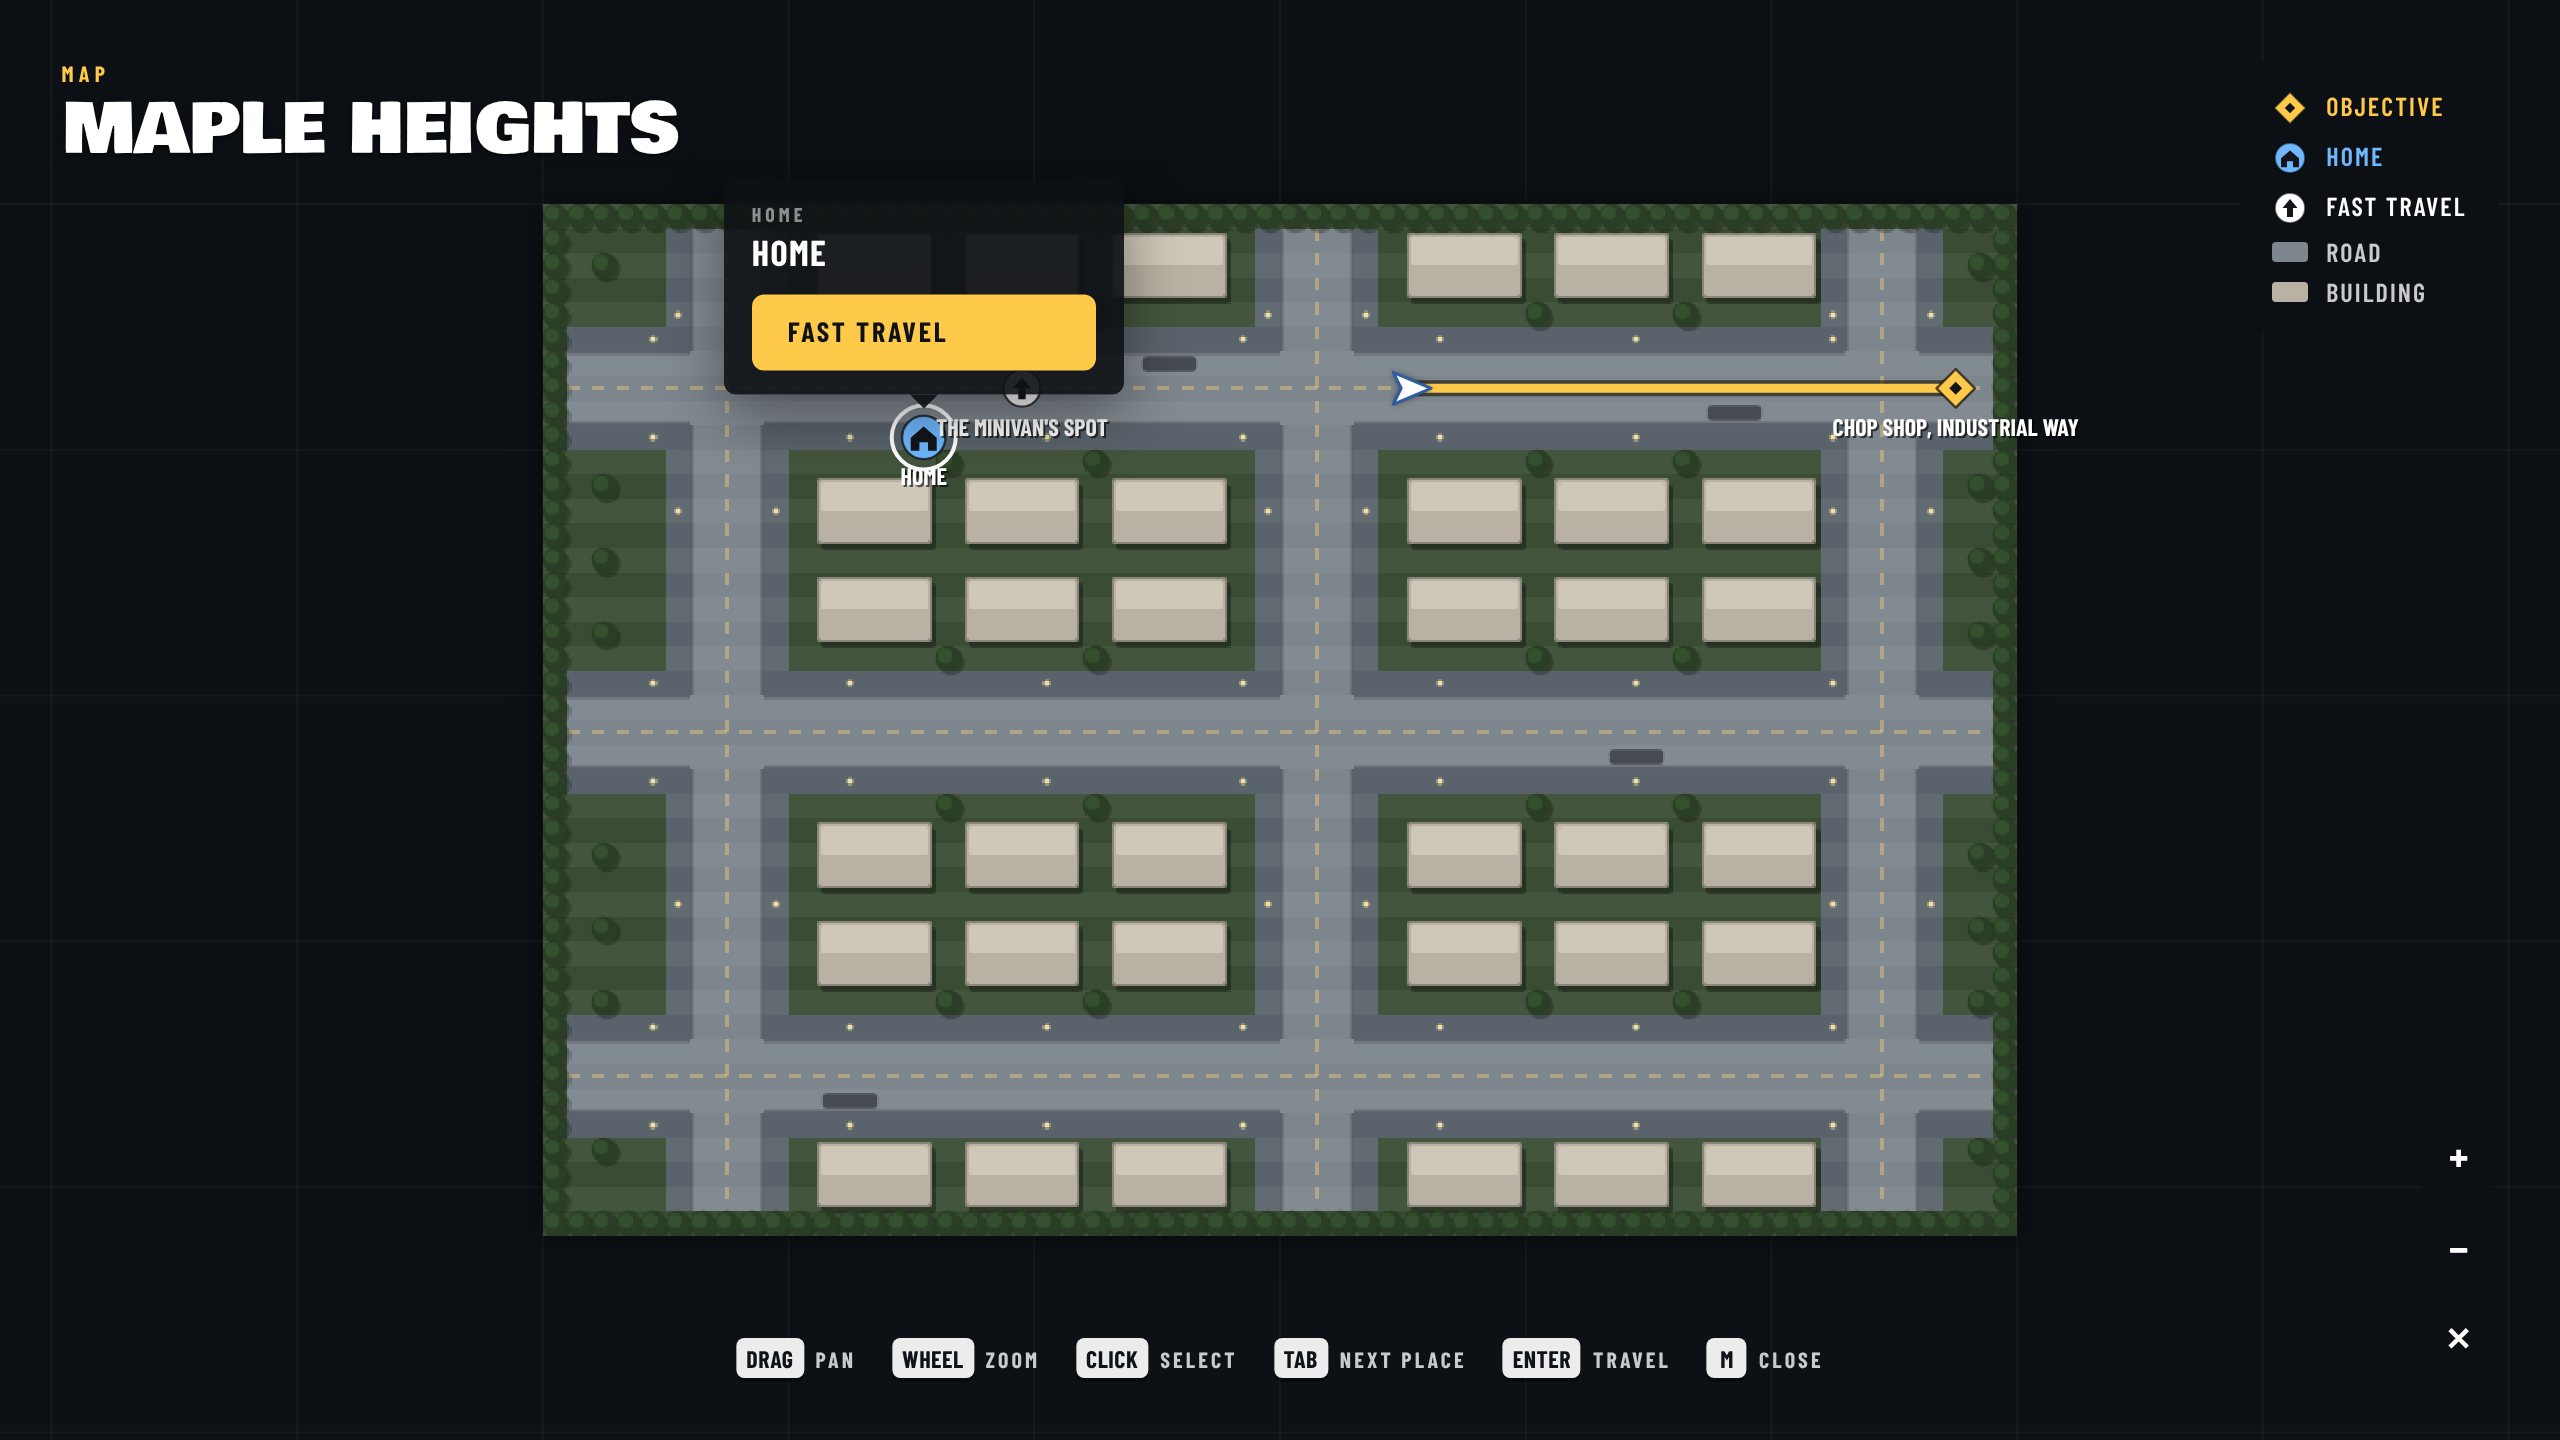 MAP
MAPLE HEIGHTS
OBJECTIVE
HOME
FAST TRAVEL
ROAD
BUILDING
HOME
HOME
FAST TRAVEL
THE MINIVAN'S SPOT
HOME
CHOP SHOP, INDUSTRIAL WAY
+
−
×
DRAG PAN WHEEL ZOOM CLICK SELECT TAB NEXT PLACE ENTER TRAVEL M CLOSE